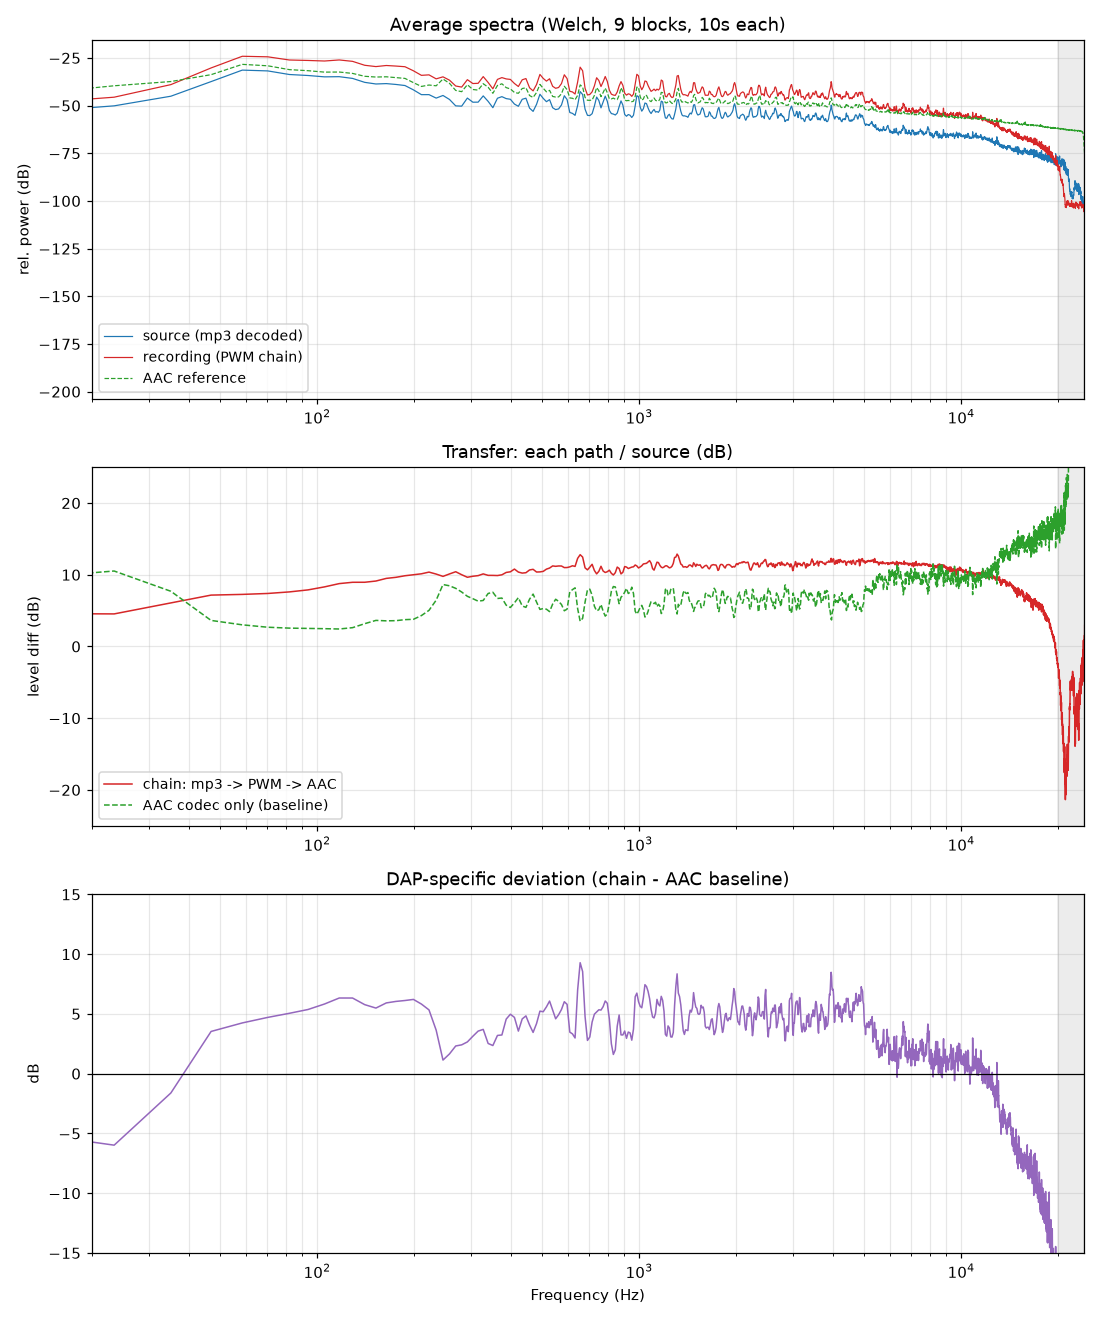 Average spectra (Welch, 9 blocks, 10s each)
rel. power (dB)
−25
−50
−75
−100
−125
−150
−175
−200
source (mp3 decoded)
recording (PWM chain)
AAC reference
10²
10³
10⁴
Transfer: each path / source (dB)
level diff (dB)
20
10
0
−10
−20
chain: mp3 -> PWM -> AAC
AAC codec only (baseline)
10²
10³
10⁴
DAP-specific deviation (chain - AAC baseline)
dB
15
10
5
0
−5
−10
−15
10²
10³
10⁴
Frequency (Hz)